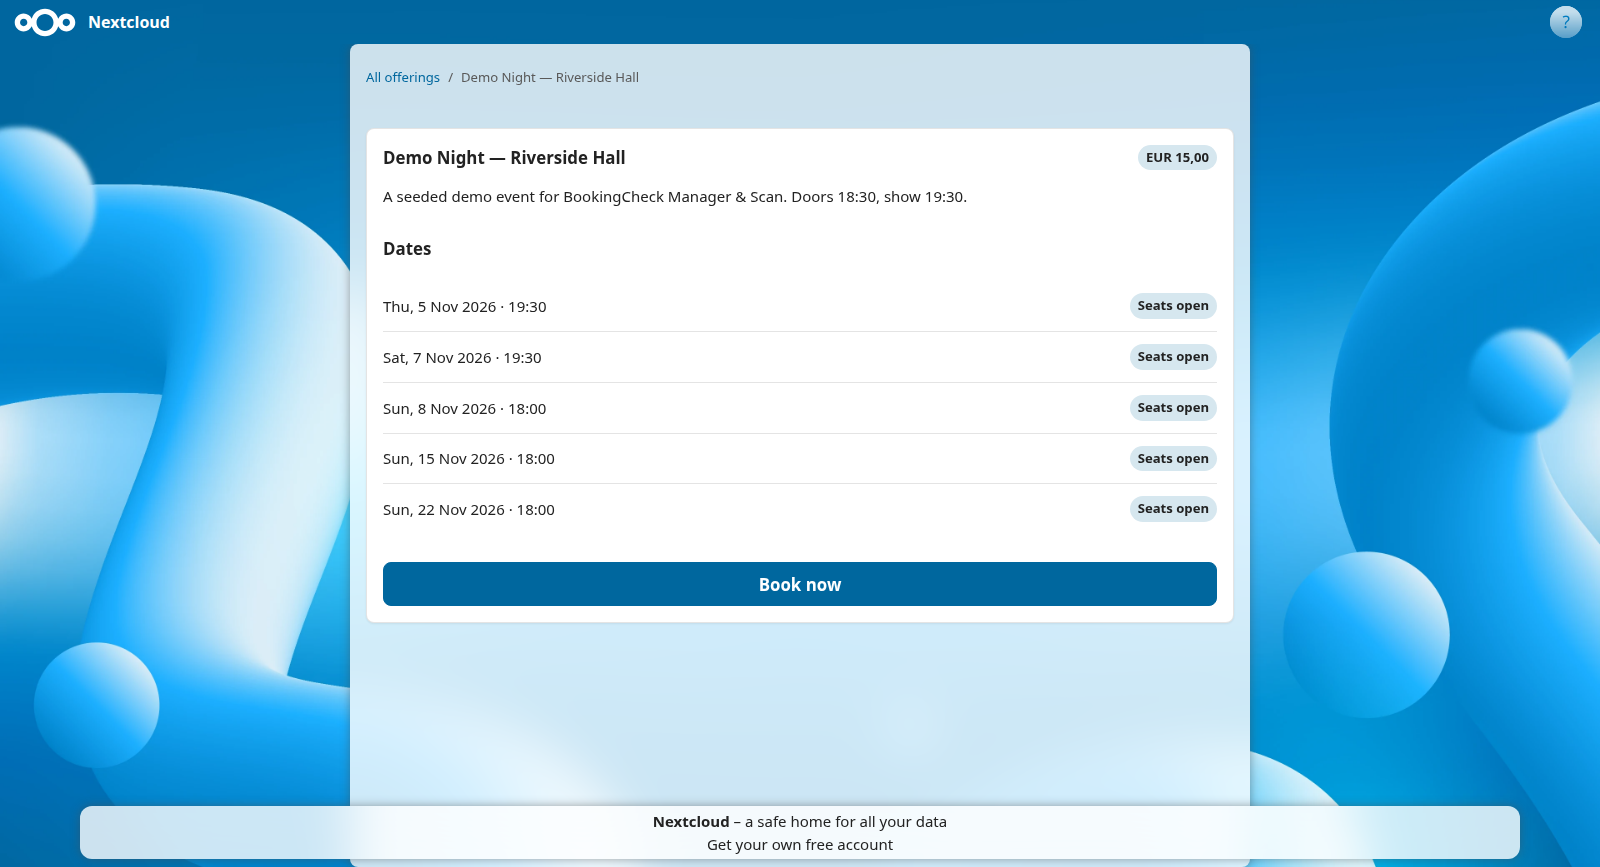 Nextcloud
?
All offerings / Demo Night — Riverside Hall
Demo Night — Riverside Hall
EUR 15,00
A seeded demo event for BookingCheck Manager & Scan. Doors 18:30, show 19:30.
Dates
Thu, 5 Nov 2026 · 19:30
Seats open
Sat, 7 Nov 2026 · 19:30
Seats open
Sun, 8 Nov 2026 · 18:00
Seats open
Sun, 15 Nov 2026 · 18:00
Seats open
Sun, 22 Nov 2026 · 18:00
Seats open
Book now
Nextcloud – a safe home for all your data
Get your own free account